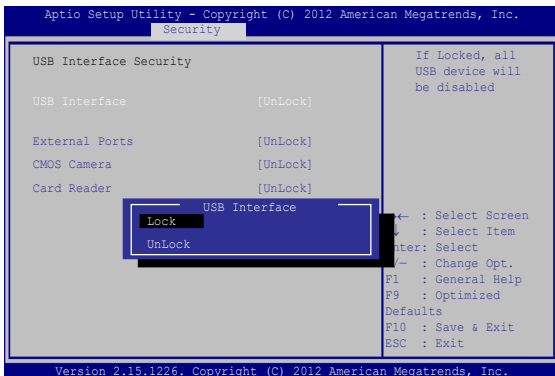 Aptio Setup Utility - Copyright (C) 2012 American Megatrends, Inc.
Security
USB Interface Security
USB Interface [UnLock]
External Ports [UnLock]
CMOS Camera [UnLock]
Card Reader [UnLock]
USB Interface
Lock
UnLock
If Locked, all
USB device will
be disabled
→← : Select Screen
↓ : Select Item
nter: Select
/— : Change Opt.
F1 : General Help
F9 : Optimized
Defaults
F10 : Save & Exit
ESC : Exit
Version 2.15.1226. Copyright (C) 2012 American Megatrends, Inc.